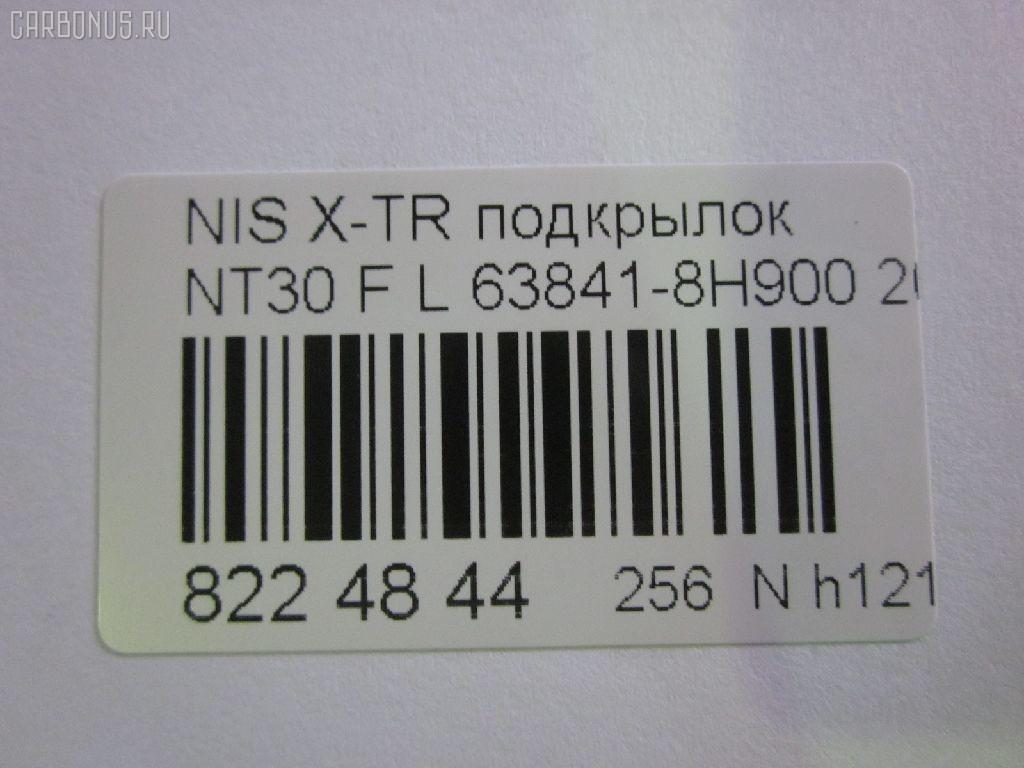 CARBONUS.RU
NIS X-TR подкрылок
NT30 F L 63841-8H900
822 48 44 256 N h121